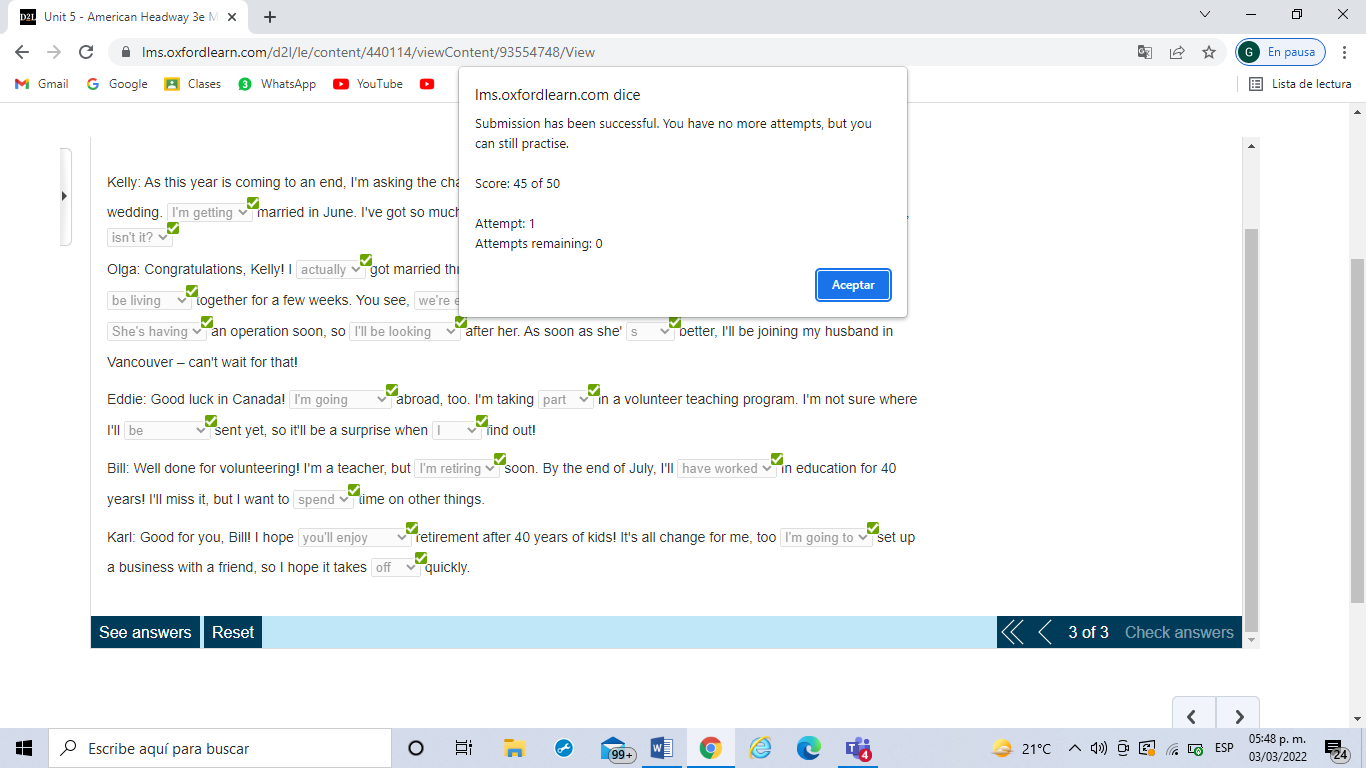 D2L Unit 5 - American Headway 3e M
lms.oxfordlearn.com/d2l/le/content/440114/viewContent/93554748/View
G En pausa
Gmail Google Clases 3 WhatsApp YouTube Lista de lectura
lms.oxfordlearn.com dice
Submission has been successful. You have no more attempts, but you
can still practise.
Score: 45 of 50
Attempt: 1
Attempts remaining: 0
Aceptar
Kelly: As this year is coming to an end, I'm asking the cha
wedding. I'm getting married in June. I've got so much
isn't it?
Olga: Congratulations, Kelly! I actually got married thr
be living together for a few weeks. You see, we're e
She's having an operation soon, so I'll be looking after her. As soon as she' s better, I'll be joining my husband in
Vancouver – can't wait for that!
Eddie: Good luck in Canada! I'm going abroad, too. I'm taking part in a volunteer teaching program. I'm not sure where
I'll be sent yet, so it'll be a surprise when I find out!
Bill: Well done for volunteering! I'm a teacher, but I'm retiring soon. By the end of July, I'll have worked in education for 40
years! I'll miss it, but I want to spend time on other things.
Karl: Good for you, Bill! I hope you'll enjoy retirement after 40 years of kids! It's all change for me, too I'm going to set up
a business with a friend, so I hope it takes off quickly.
See answers Reset 3 of 3 Check answers
Escribe aquí para buscar 99+ 4 21°C ESP 05:48 p. m.
03/03/2022 24